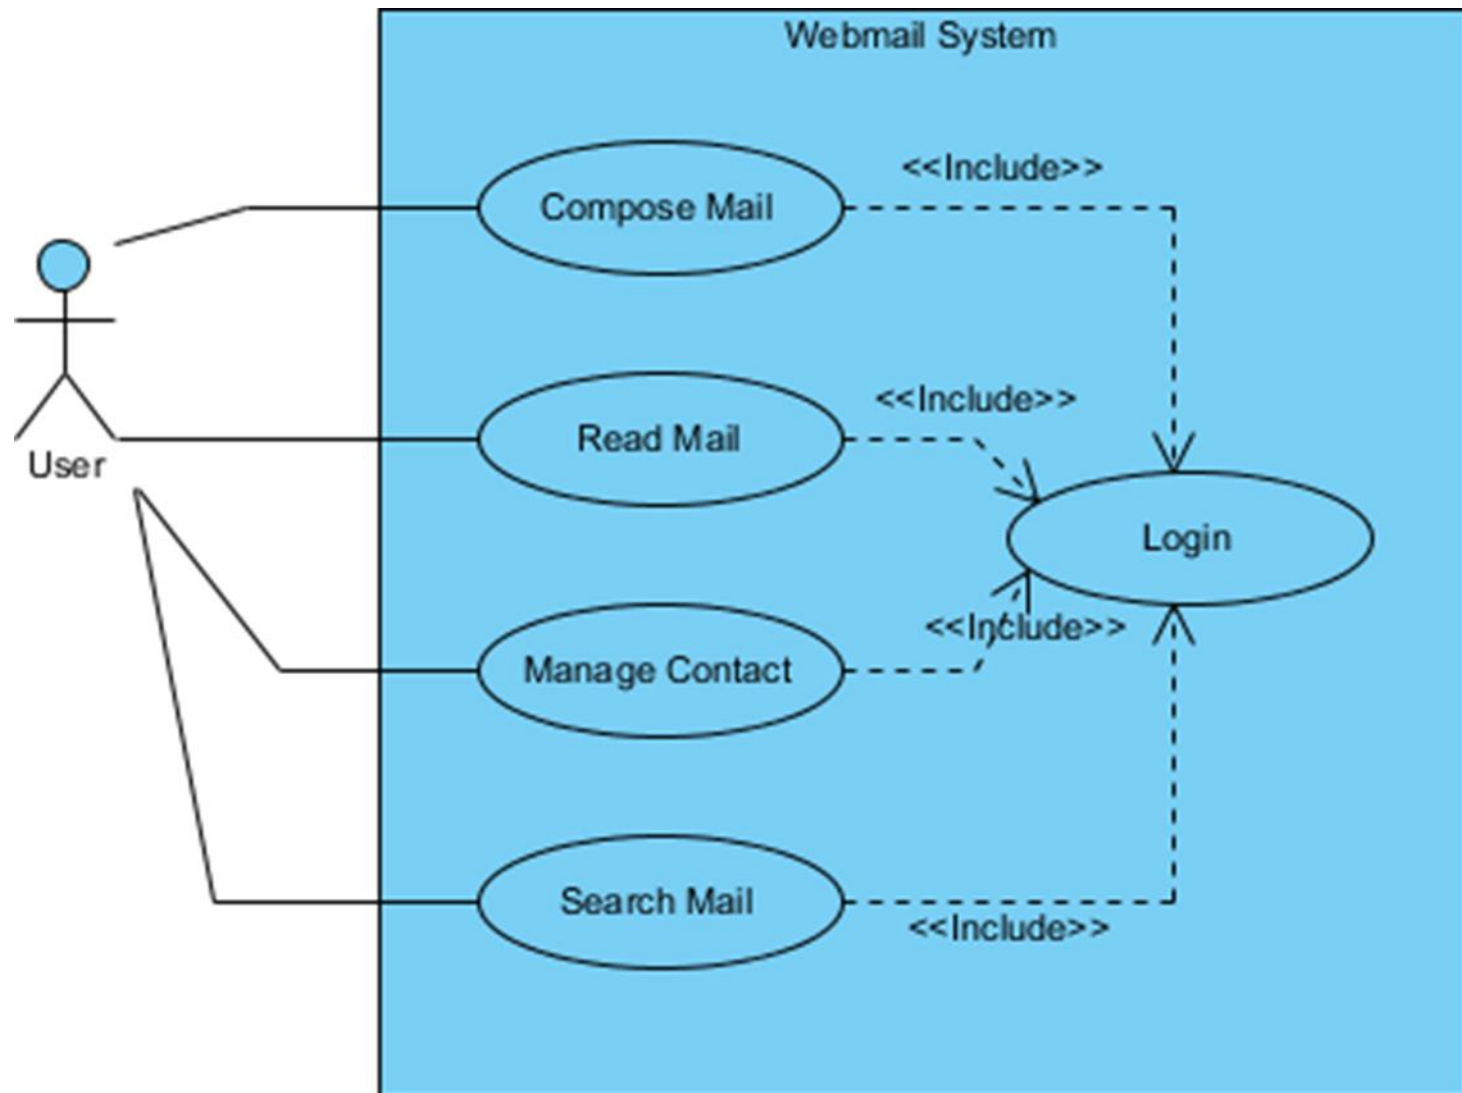 Webmail System
<<Include>>
Compose Mail
<<Include>>
Read Mail
User
Login
<<Include>>
Manage Contact
Search Mail
<<Include>>